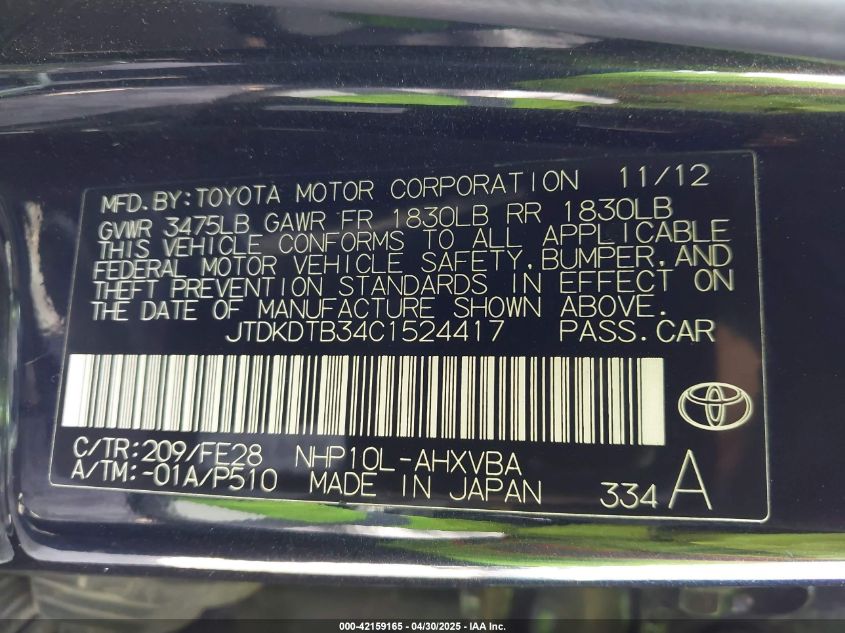 MFD.BY:TOYOTA MOTOR CORPORATION 11/12
GVWR 3475LB GAWR FR 1830LB RR 1830LB
THIS VEHICLE CONFORMS TO ALL APPLICABLE
FEDERAL MOTOR VEHICLE SAFETY,BUMPER,AND
THEFT PREVENTION STANDARDS IN EFFECT ON
THE DATE OF MANUFACTURE SHOWN ABOVE.
JTDKDTB34C1524417 PASS.CAR
C/TR:209/FE28 NHP10L-AHXVBA
A/TM:-01A/P510 MADE IN JAPAN 334 A
000-42159165 - 04/30/2025 - IAA Inc.